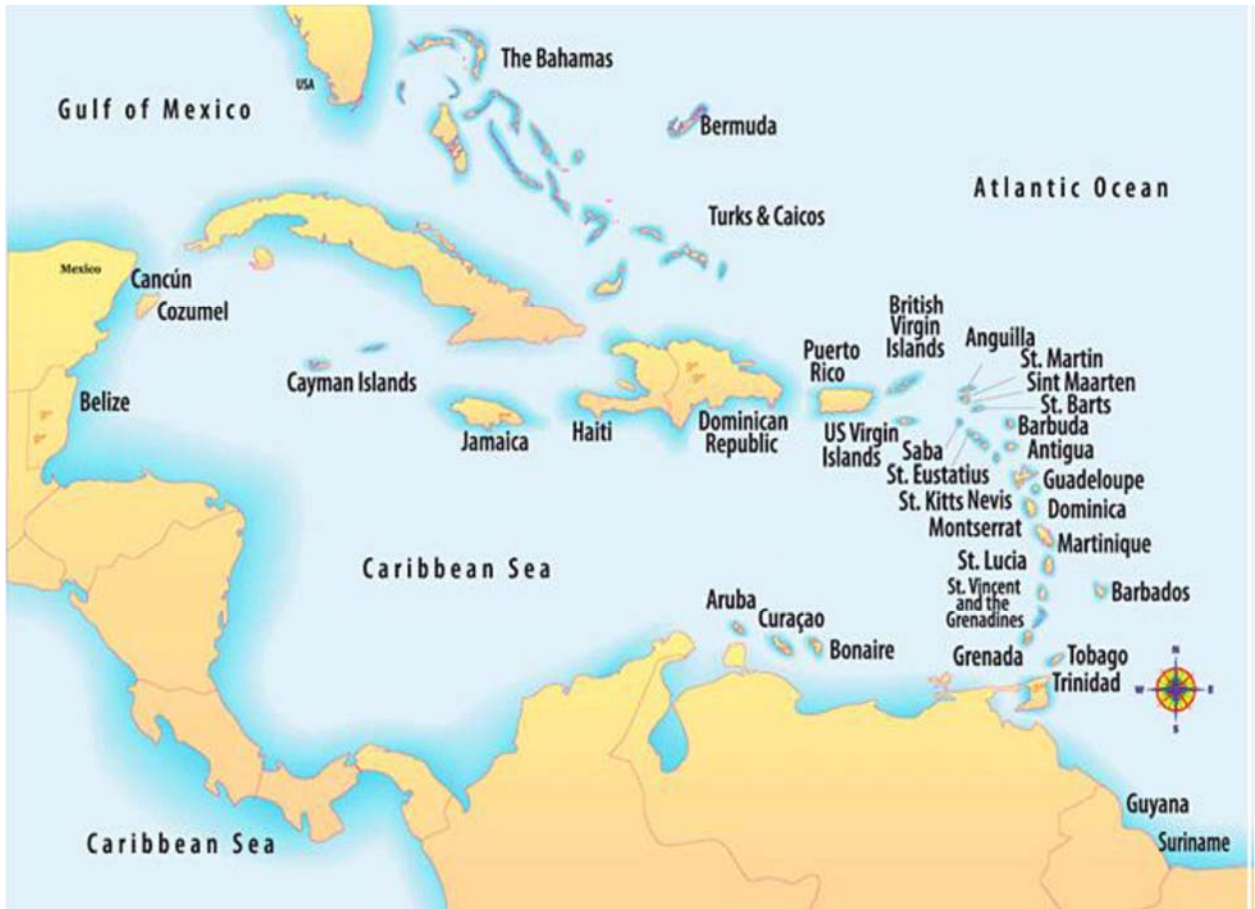 The Bahamas
USA
Gulf of Mexico
Bermuda
Atlantic Ocean
Turks & Caicos
Mexico
Cancún
Cozumel
British
Virgin
Islands
Anguilla
St. Martin
Sint Maarten
St. Barts
Puerto
Rico
Cayman Islands
Belize
Jamaica
Haiti
Dominican
Republic
US Virgin
Islands
Barbuda
Antigua
Saba
St. Eustatius
Guadeloupe
St. Kitts Nevis
Dominica
Montserrat
Martinique
St. Lucia
Caribbean Sea
St. Vincent
and the
Grenadines
Barbados
Aruba
Curaçao
Bonaire
Grenada
Tobago
Trinidad
N
W E
S
Guyana
Suriname
Caribbean Sea